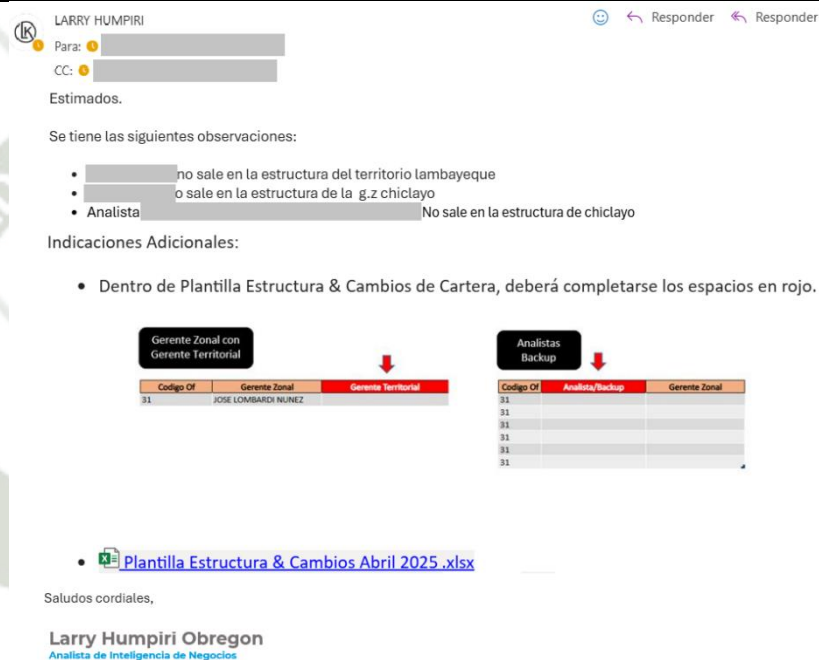 LARRY HUMPIRI
Responder
Responder
Para:
CC:
Estimados.
Se tiene las siguientes observaciones:
• no sale en la estructura del territorio lambayeque
• o sale en la estructura de la g.z chiclayo
• Analista No sale en la estructura de chiclayo
Indicaciones Adicionales:
• Dentro de Plantilla Estructura & Cambios de Cartera, deberá completarse los espacios en rojo.
Gerente Zonal con
Gerente Territorial
Codigo Of Gerente Zonal Gerente Territorial
31 JOSE LOMBARDI NUNEZ
Analistas
Backup
Codigo Of Analista/Backup Gerente Zonal
31
31
31
31
31
31
• Plantilla Estructura & Cambios Abril 2025 .xlsx
Saludos cordiales,
Larry Humpiri Obregon
Analista de Inteligencia de Negocios